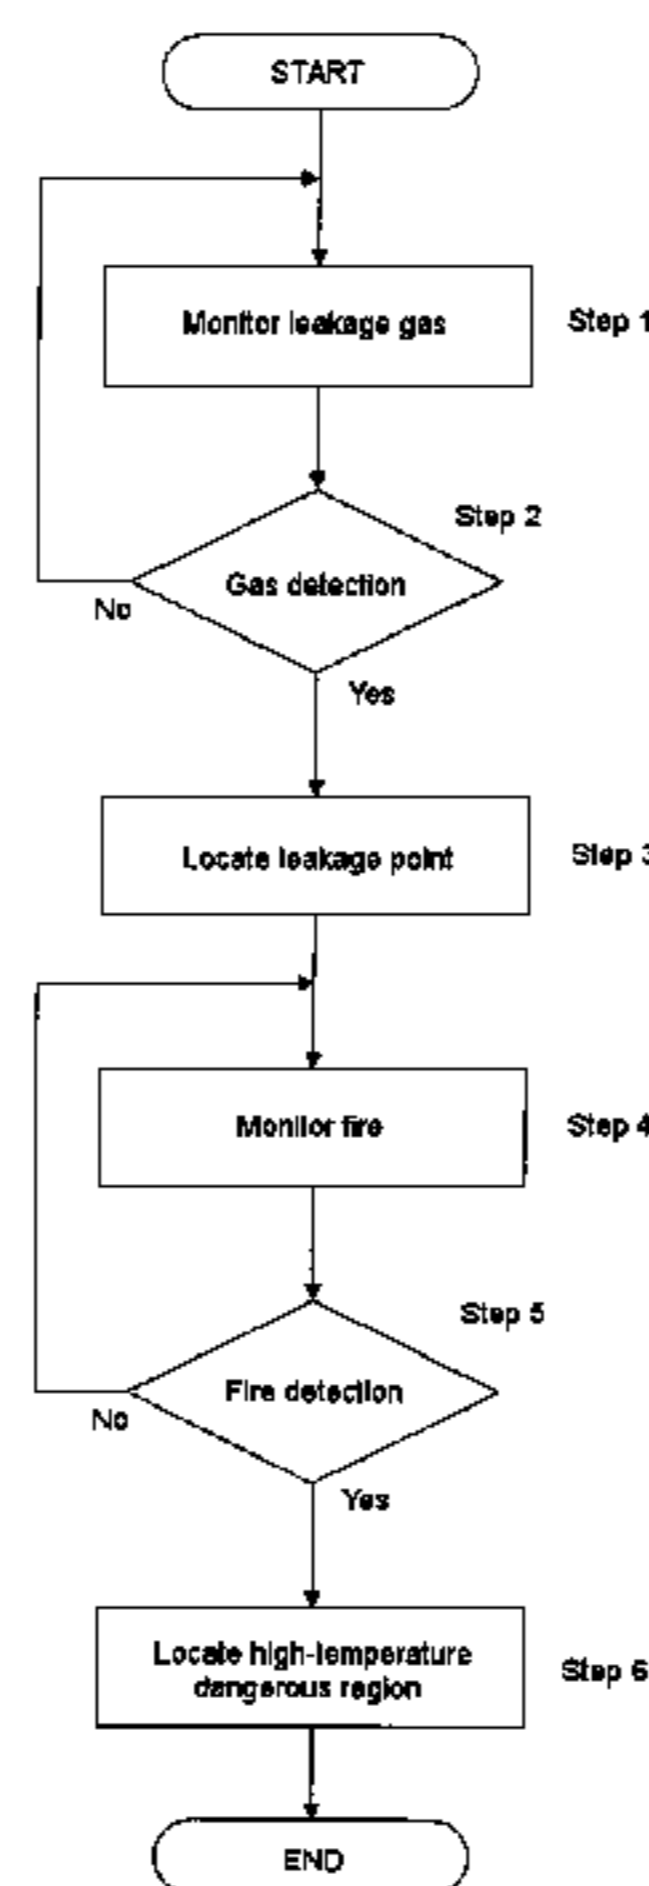 START
Monitor leakage gas
Step 1
Step 2
Gas detection
No
Yes
Locate leakage point
Step 3
Monitor fire
Step 4
Step 5
Fire detection
No
Yes
Locate high-temperature
dangerous region
Step 6
END